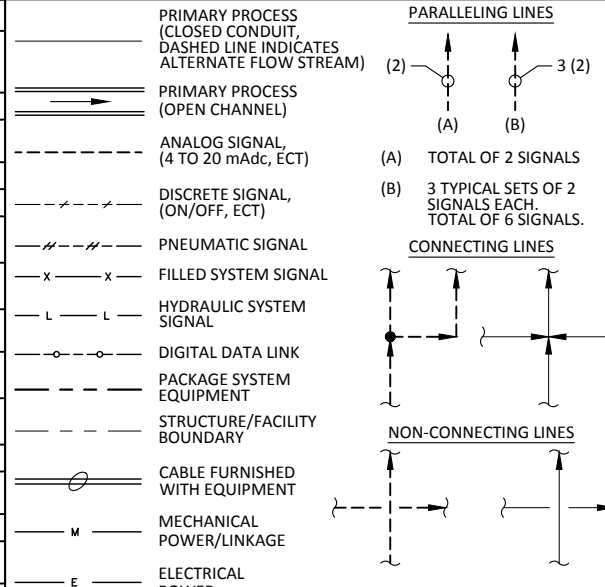 PRIMARY PROCESS
(CLOSED CONDUIT,
DASHED LINE INDICATES
ALTERNATE FLOW STREAM)
PRIMARY PROCESS
(OPEN CHANNEL)
ANALOG SIGNAL,
(4 TO 20 mAdc, ECT)
DISCRETE SIGNAL,
(ON/OFF, ECT)
PNEUMATIC SIGNAL
X X FILLED SYSTEM SIGNAL
L L HYDRAULIC SYSTEM
SIGNAL
DIGITAL DATA LINK
PACKAGE SYSTEM
EQUIPMENT
STRUCTURE/FACILITY
BOUNDARY
CABLE FURNISHED
WITH EQUIPMENT
M MECHANICAL
POWER/LINKAGE
E ELECTRICAL
PARALLELING LINES
(2) 3 (2)
(A) (B)
(A) TOTAL OF 2 SIGNALS
(B) 3 TYPICAL SETS OF 2
SIGNALS EACH.
TOTAL OF 6 SIGNALS.
CONNECTING LINES
NON-CONNECTING LINES